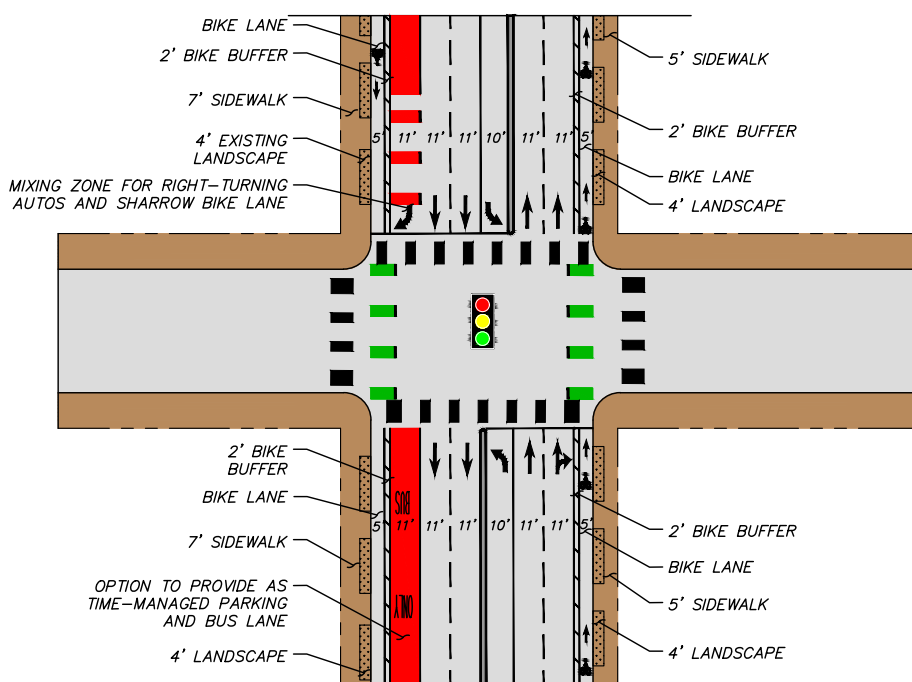 BIKE LANE
2' BIKE BUFFER
7' SIDEWALK
4' EXISTING
LANDSCAPE
MIXING ZONE FOR RIGHT-TURNING
AUTOS AND SHARROW BIKE LANE
5' 11' 11' 11' 10' 11' 11' 5'
5' SIDEWALK
2' BIKE BUFFER
BIKE LANE
4' LANDSCAPE
2' BIKE
BUFFER
BIKE LANE
7' SIDEWALK
OPTION TO PROVIDE AS
TIME-MANAGED PARKING
AND BUS LANE
4' LANDSCAPE
BUS
ONLY
5' 11' 11' 11' 10' 11' 11' 5'
2' BIKE BUFFER
BIKE LANE
5' SIDEWALK
4' LANDSCAPE